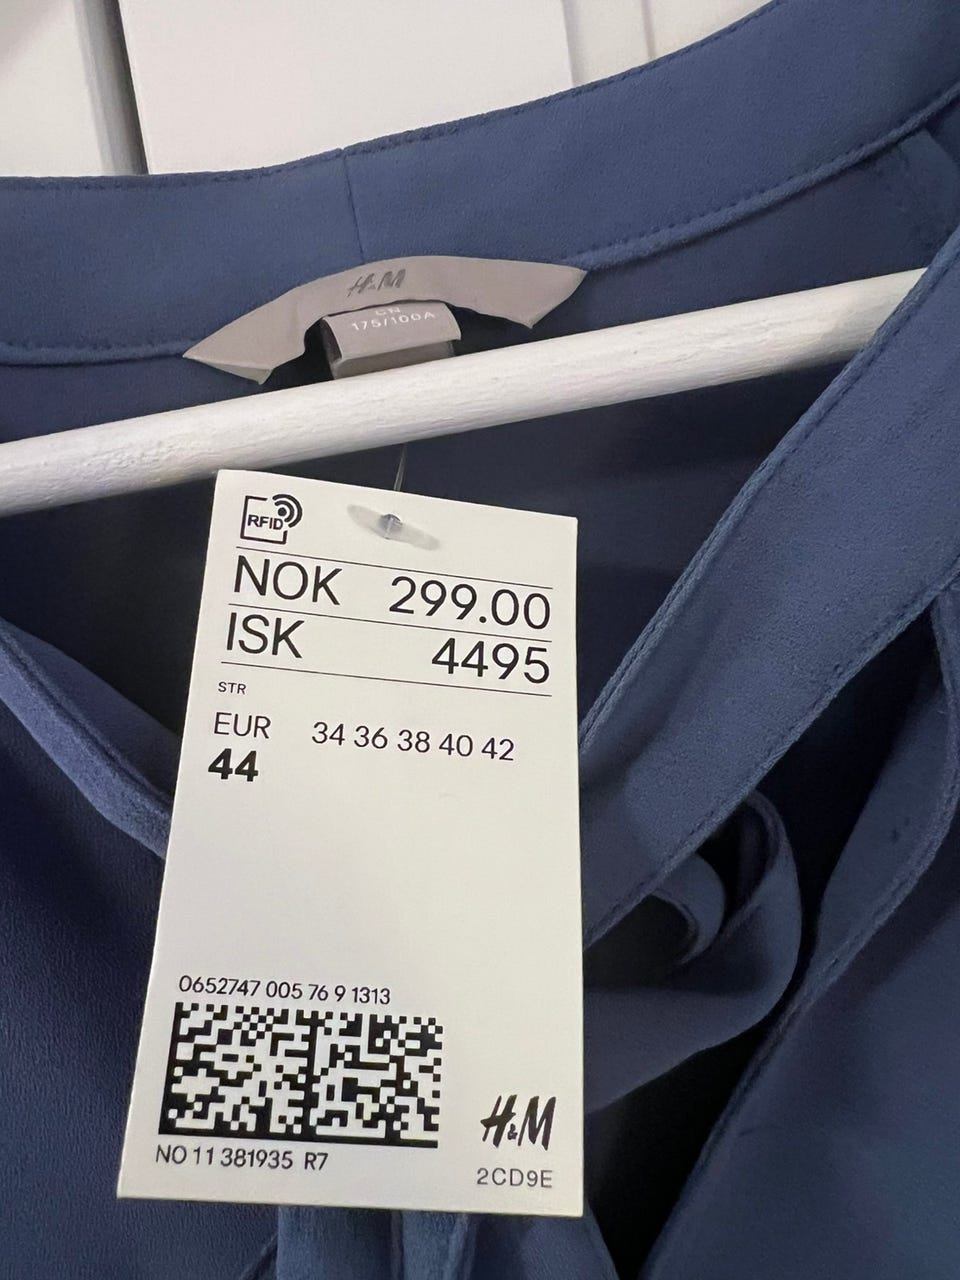 H&M
CN
175/100A
RFID
NOK 299.00
ISK 4495
STR
EUR 34 36 38 40 42
44
0652747 005 76 9 1313
NO 11 381935 R7
H&M
2CD9E